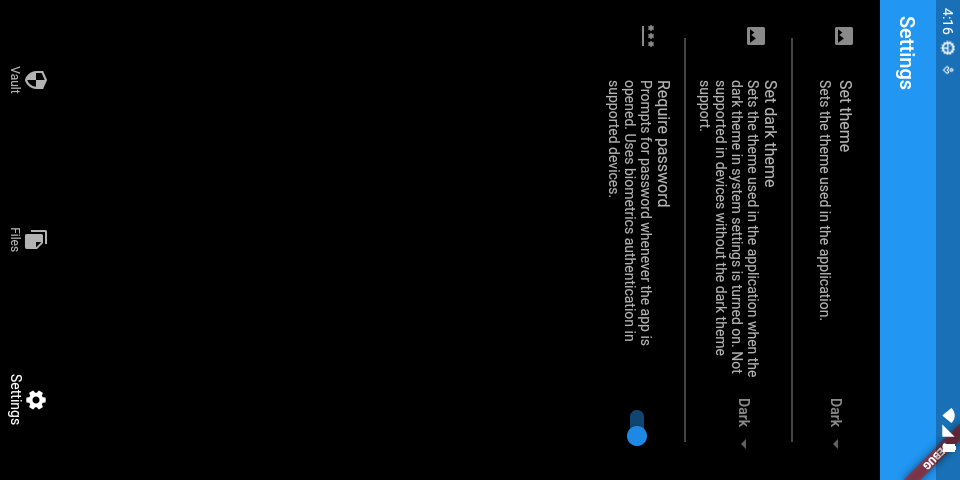 4:16
DEBUG
Settings
Set theme
Sets the theme used in the application.
Dark
Set dark theme
Sets the theme used in the application when the
dark theme in system settings is turned on. Not
supported in devices without the dark theme
support.
Dark
Require password
Prompts for password whenever the app is
opened. Uses biometrics authentication in
supported devices.
Vault
Files
Settings